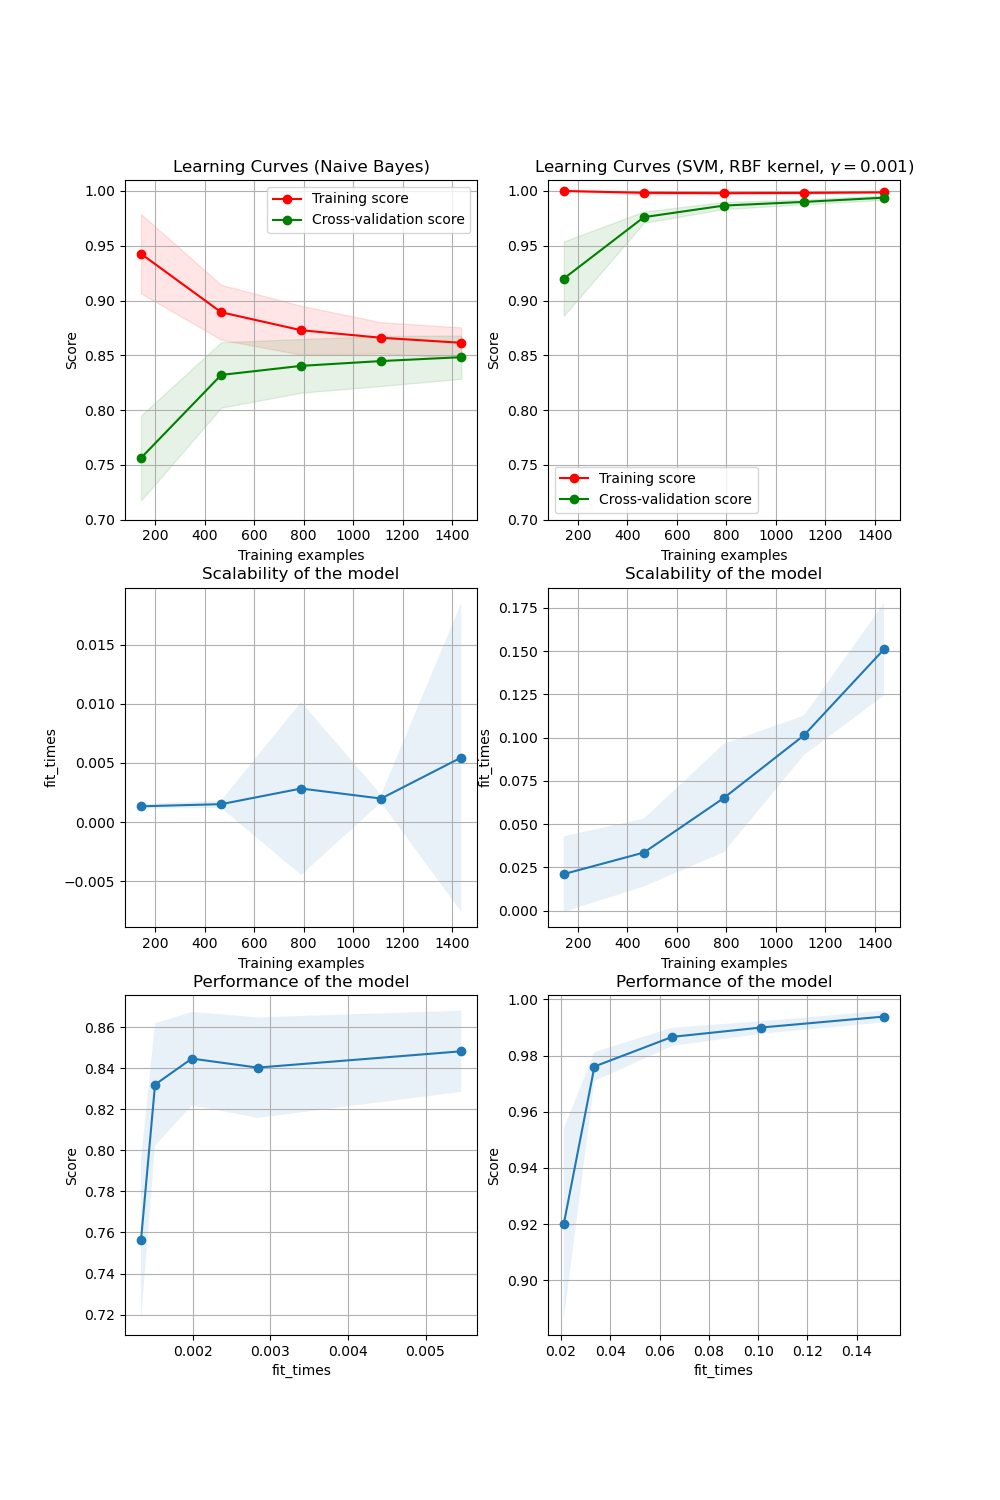 Learning Curves (Naive Bayes)
1.00
0.95
0.90
0.85
0.80
0.75
0.70
Score
Training score
Cross-validation score
200 400 600 800 1000 1200 1400
Training examples
Learning Curves (SVM, RBF kernel, γ = 0.001)
1.00
0.95
0.90
0.85
0.80
0.75
0.70
Score
Training score
Cross-validation score
200 400 600 800 1000 1200 1400
Training examples
Scalability of the model
0.015
0.010
0.005
0.000
−0.005
fit_times
200 400 600 800 1000 1200 1400
Training examples
Scalability of the model
0.175
0.150
0.125
0.100
0.075
0.050
0.025
0.000
fit_times
200 400 600 800 1000 1200 1400
Training examples
Performance of the model
0.86
0.84
0.82
0.80
0.78
0.76
0.74
0.72
Score
0.002 0.003 0.004 0.005
fit_times
Performance of the model
1.00
0.98
0.96
0.94
0.92
0.90
Score
0.02 0.04 0.06 0.08 0.10 0.12 0.14
fit_times